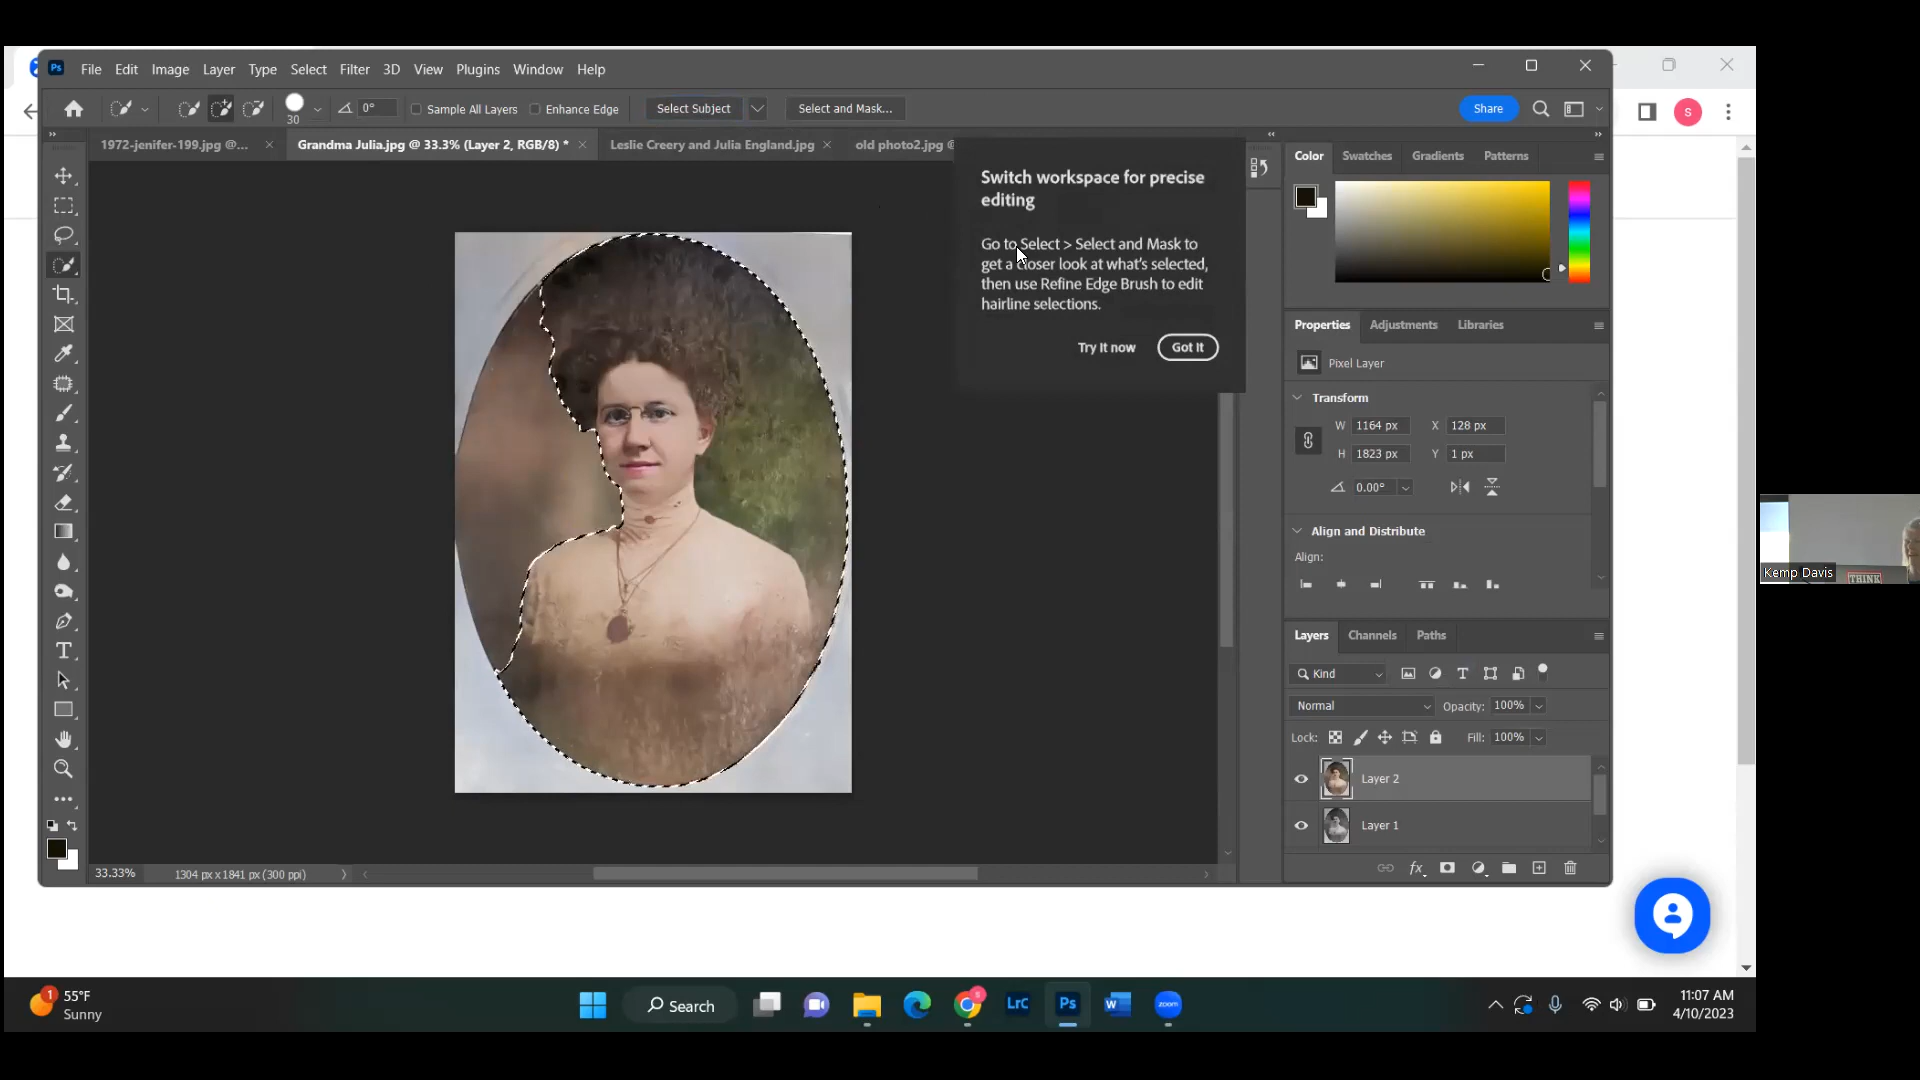 Ps File Edit Image Layer Type Select Filter 3D View Plugins Window Help
30 0° Sample All Layers Enhance Edge Select Subject Select and Mask... Share S
1972-jenifer-199.jpg @... × Grandma Julia.jpg @ 33.3% (Layer 2, RGB/8) * × Leslie Creery and Julia England.jpg × old photo2.jpg @
Switch workspace for precise
editing
Go to Select > Select and Mask to
get a closer look at what's selected,
then use Refine Edge Brush to edit
hairline selections.
Try it now Got it
Color Swatches Gradients Patterns
Properties Adjustments Libraries
Pixel Layer
Transform
W 1164 px X 128 px
H 1823 px Y 1 px
0.00°
Align and Distribute
Align:
Layers Channels Paths
Kind
Normal Opacity: 100%
Lock: Fill: 100%
Layer 2
Layer 1
fx
33.33% 1304 px x 1841 px (300 ppi)
Kemp Davis
THINK
1 55°F
Sunny
Search
LrC Ps W zoom
11:07 AM
4/10/2023